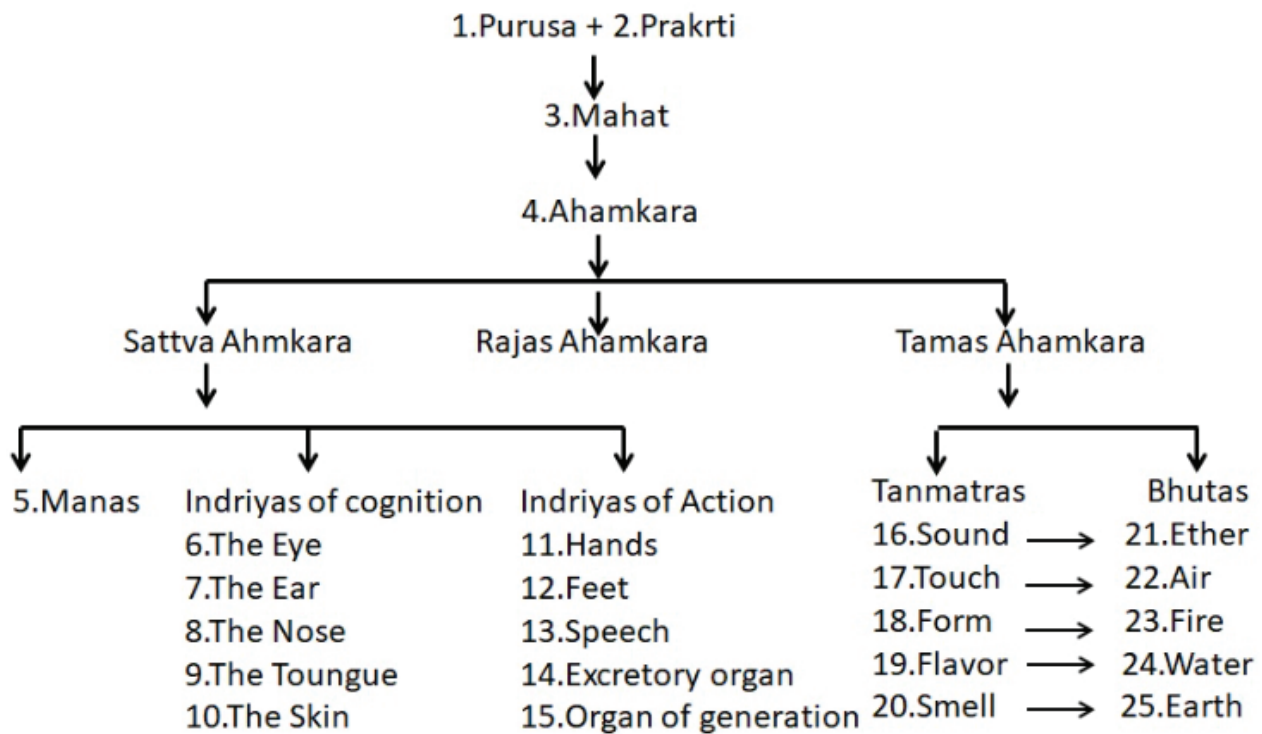 1.Purusa + 2.Prakrti
3.Mahat
4.Ahamkara
Sattva Ahmkara
Rajas Ahamkara
Tamas Ahamkara
5.Manas
Indriyas of cognition
6.The Eye
7.The Ear
8.The Nose
9.The Toungue
10.The Skin
Indriyas of Action
11.Hands
12.Feet
13.Speech
14.Excretory organ
15.Organ of generation
Tanmatras
16.Sound
17.Touch
18.Form
19.Flavor
20.Smell
Bhutas
21.Ether
22.Air
23.Fire
24.Water
25.Earth